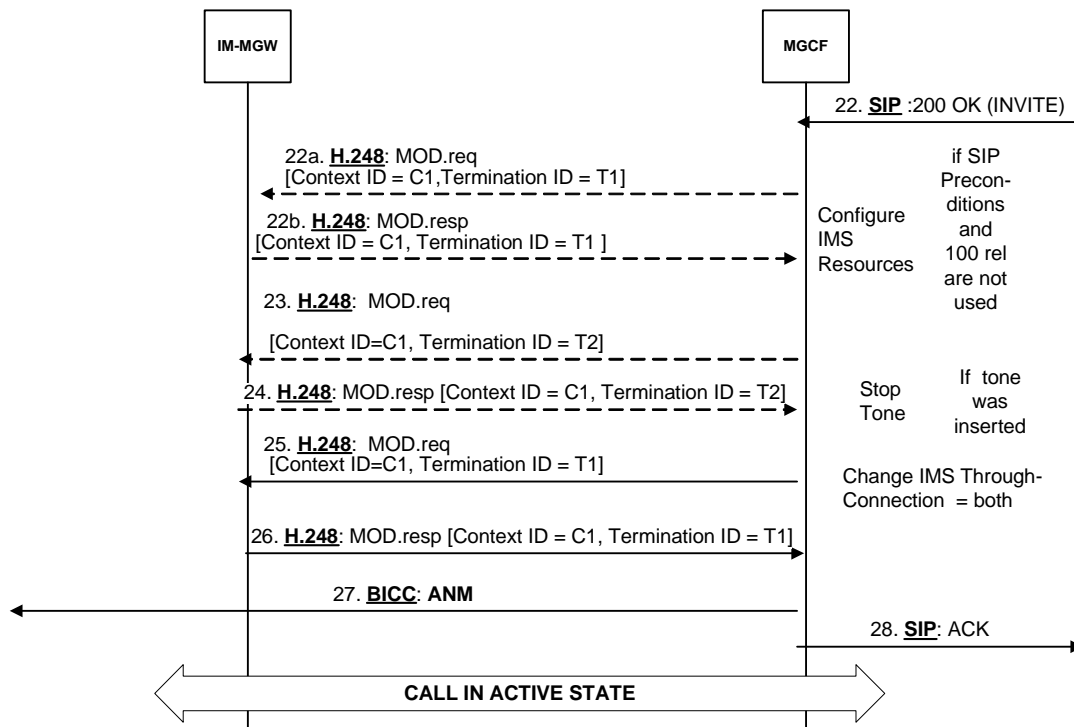 IM-MGW
MGCF
22. SIP :200 OK (INVITE)
22a. H.248: MOD.req
[Context ID = C1,Termination ID = T1]
22b. H.248: MOD.resp
[Context ID = C1, Termination ID = T1 ]
Configure
IMS
Resources
if SIP
Precon-
ditions
and
100 rel
are not
used
23. H.248: MOD.req
[Context ID=C1, Termination ID = T2]
24. H.248: MOD.resp [Context ID = C1, Termination ID = T2]
Stop
Tone
If tone
was
inserted
25. H.248: MOD.req
[Context ID=C1, Termination ID = T1]
Change IMS Through-
Connection = both
26. H.248: MOD.resp [Context ID = C1, Termination ID = T1]
27. BICC: ANM
28. SIP: ACK
CALL IN ACTIVE STATE